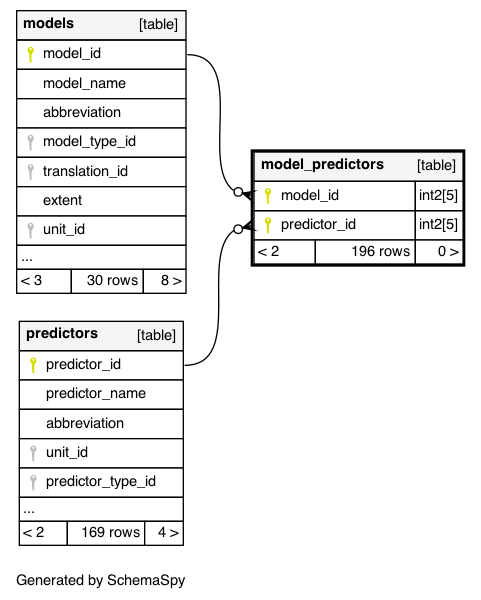 models [table]
model_id
model_name
abbreviation
model_type_id
translation_id
extent
unit_id
...
< 3 30 rows 8 >
model_predictors [table]
model_id int2[5]
predictor_id int2[5]
< 2 196 rows 0 >
predictors [table]
predictor_id
predictor_name
abbreviation
unit_id
predictor_type_id
...
< 2 169 rows 4 >
Generated by SchemaSpy